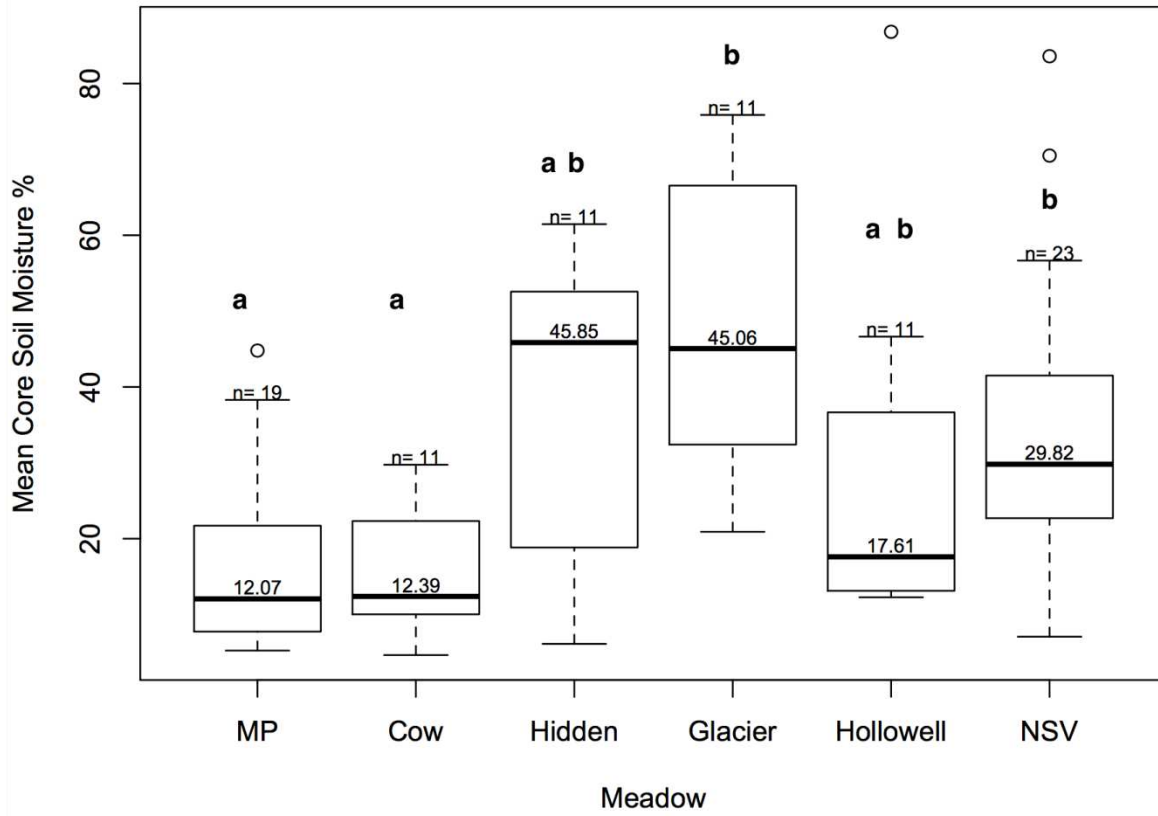 b
80
n= 11
a b
b
60
n= 11
a b
n= 23
a
a
45.85
45.06
n= 11
40
n= 19
n= 11
29.82
20
17.61
12.07
12.39
Mean Core Soil Moisture %
MP Cow Hidden Glacier Hollowell NSV
Meadow